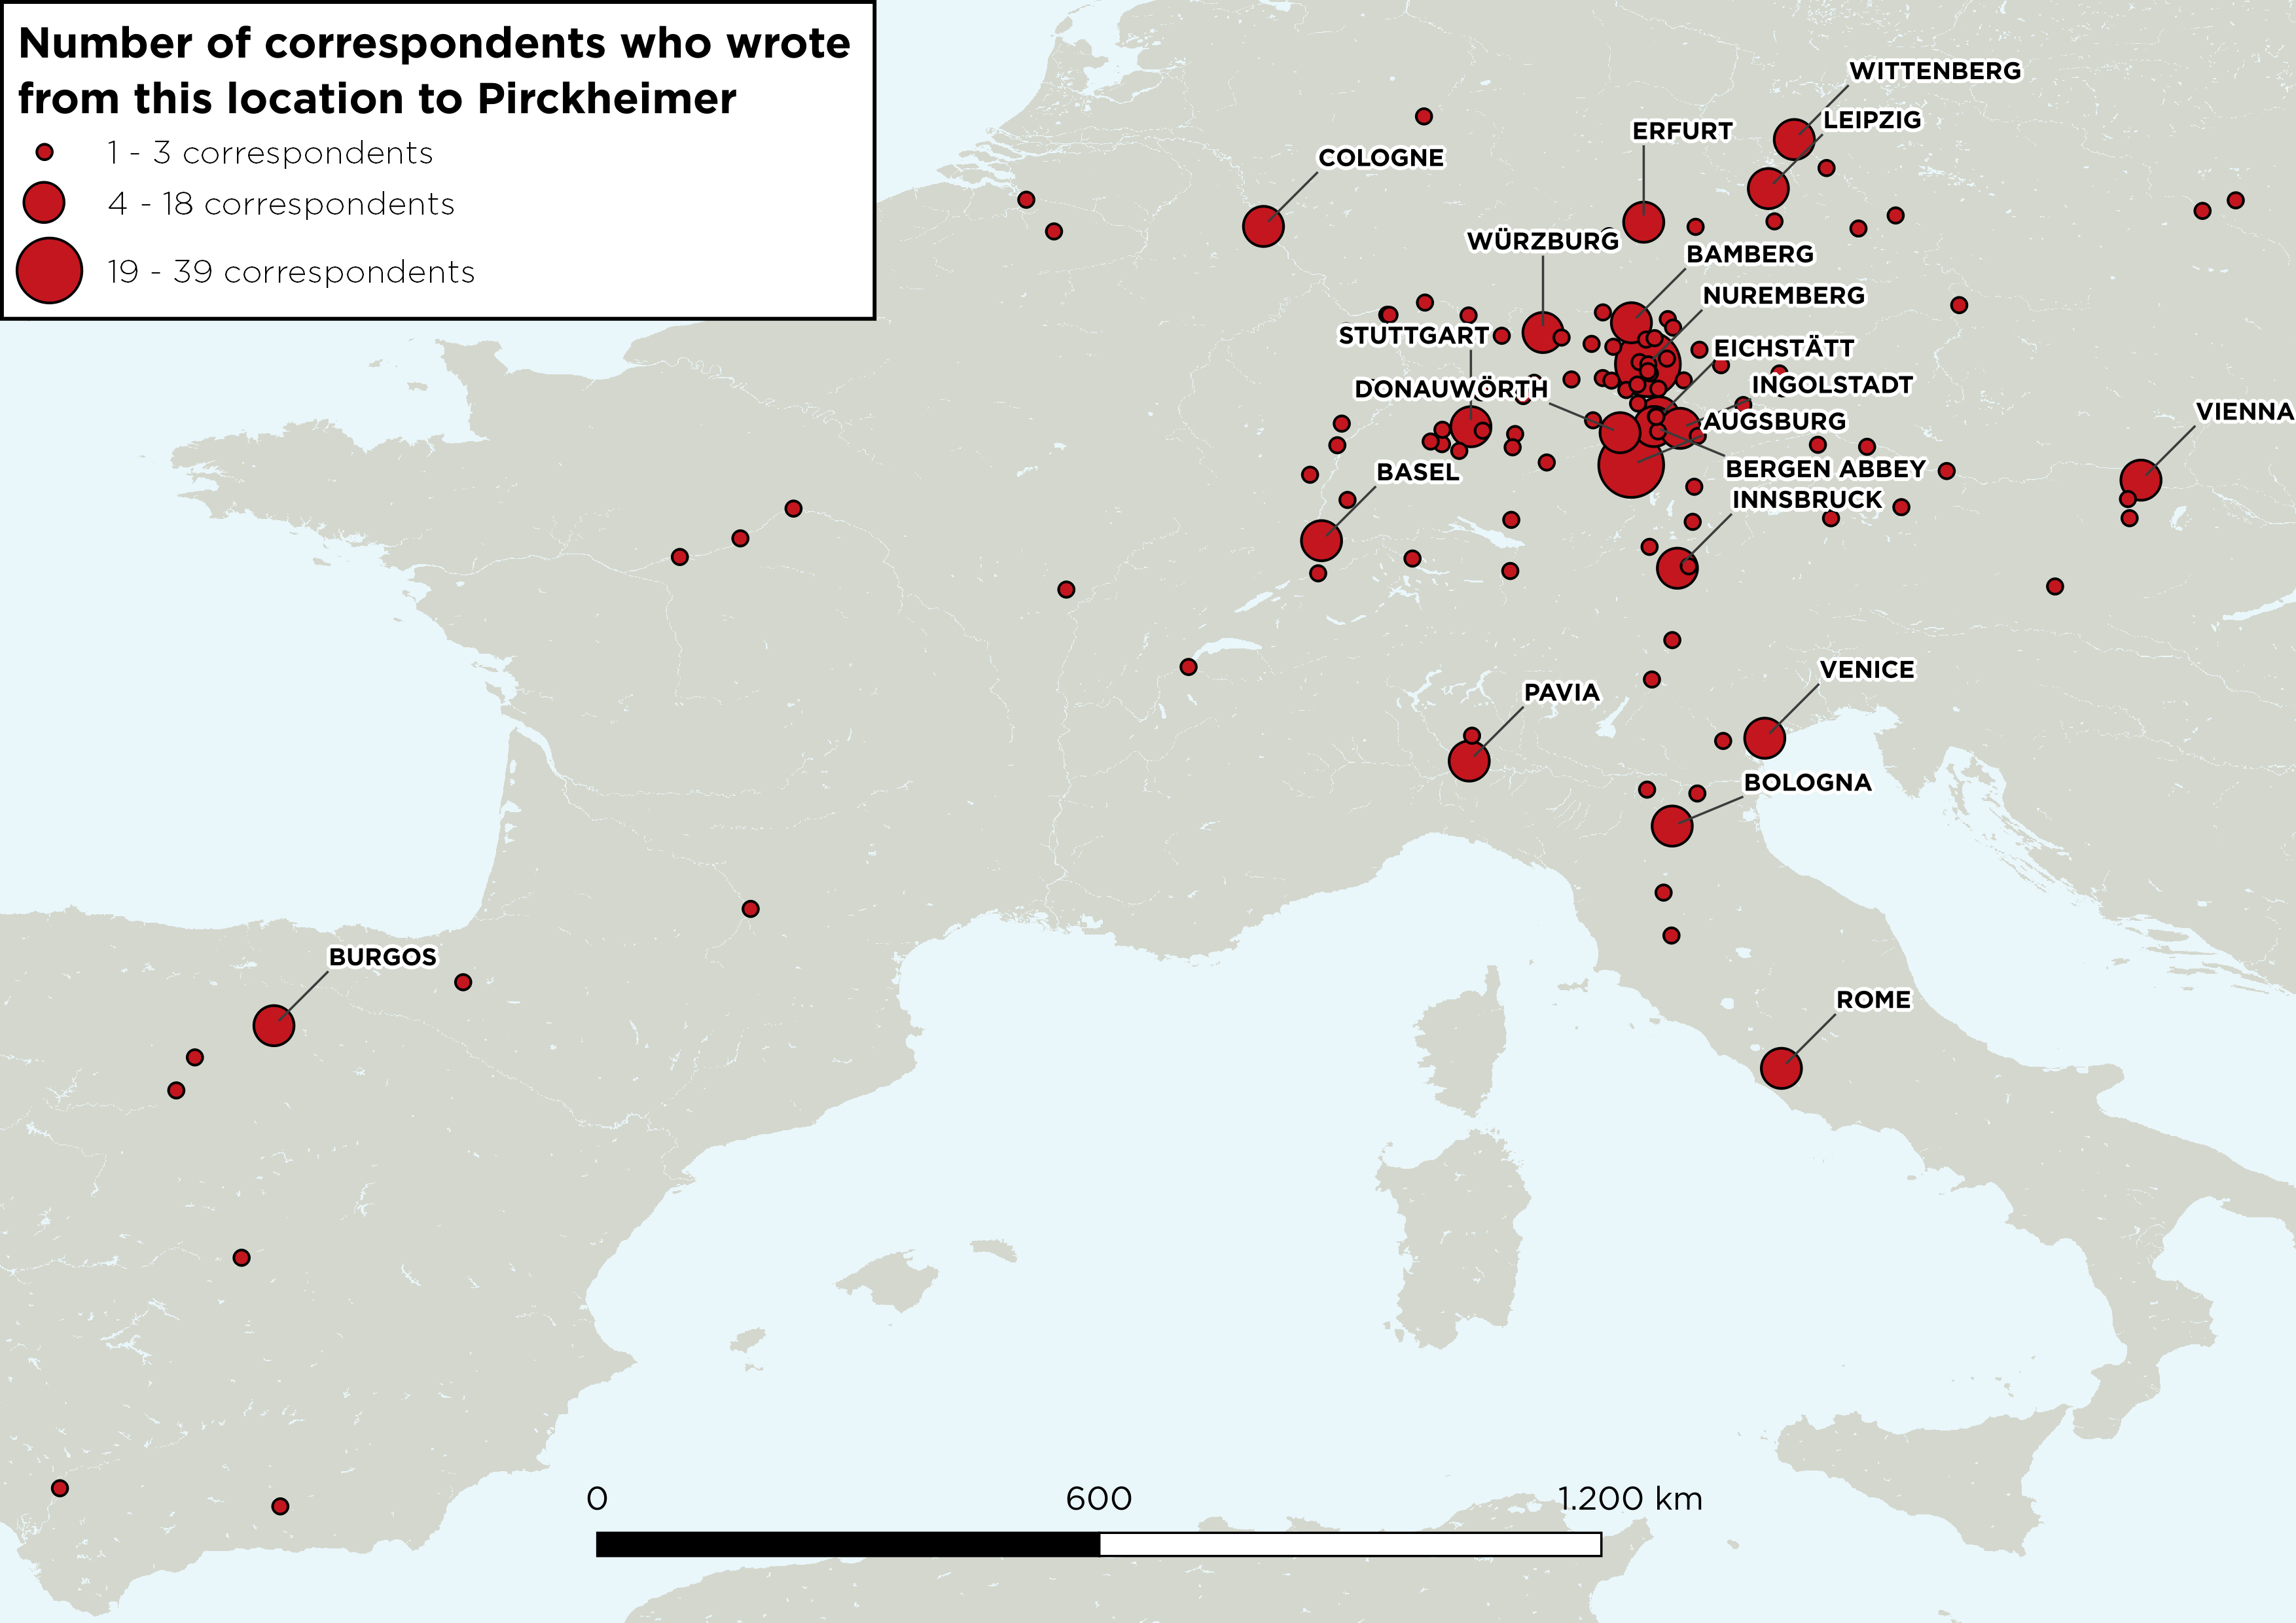 Number of correspondents who wrote
from this location to Pirckheimer
1 - 3 correspondents
4 - 18 correspondents
19 - 39 correspondents
WITTENBERG
LEIPZIG
ERFURT
COLOGNE
WÜRZBURG
BAMBERG
NUREMBERG
STUTTGART
EICHSTÄTT
DONAUWÖRTH
INGOLSTADT
VIENNA
AUGSBURG
BASEL
BERGEN ABBEY
INNSBRUCK
VENICE
PAVIA
BOLOGNA
BURGOS
ROME
0 600 1.200 km